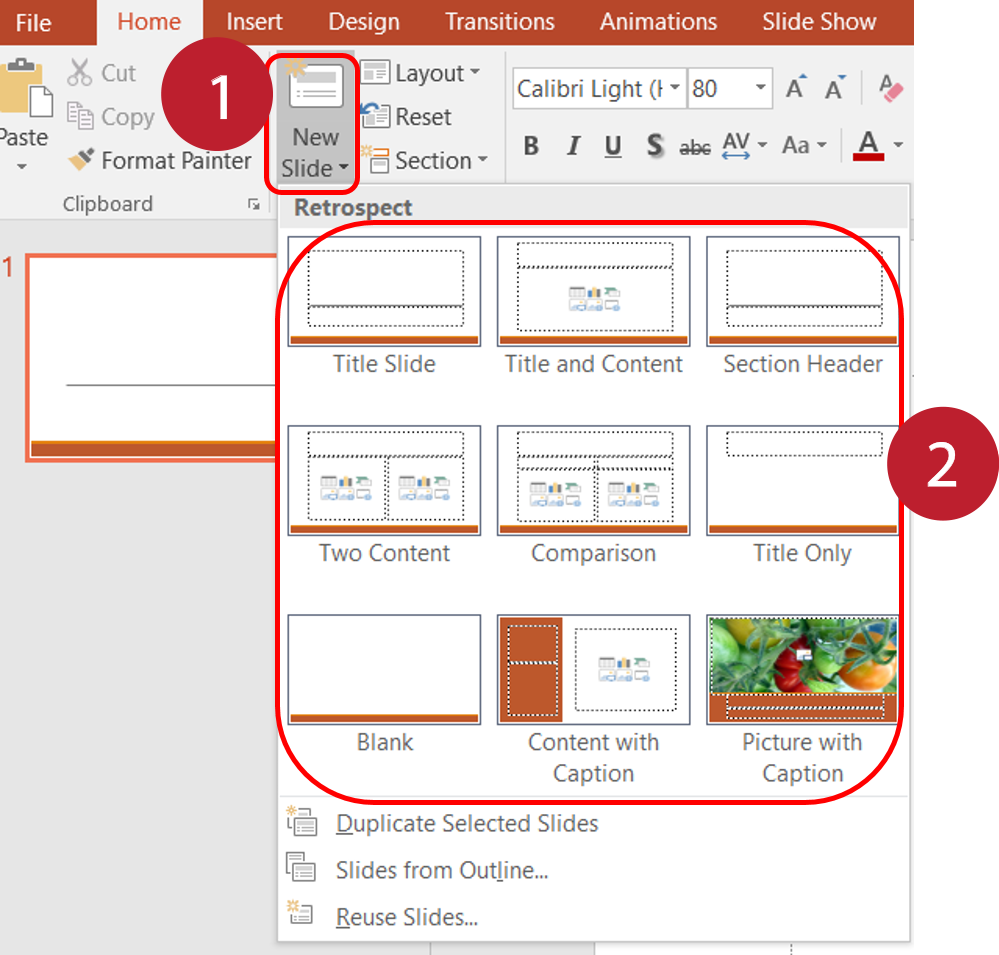 File Home Insert Design Transitions Animations Slide Show
1
Paste
Cut
Copy
Format Painter
Clipboard
New
Slide
Layout
Reset
Section
Calibri Light (H 80 A A A
B I U S abc AV Aa A
1
Retrospect
Title Slide Title and Content Section Header
Two Content Comparison Title Only
2
Blank Content with Picture with
Caption Caption
Duplicate Selected Slides
Slides from Outline...
Reuse Slides...